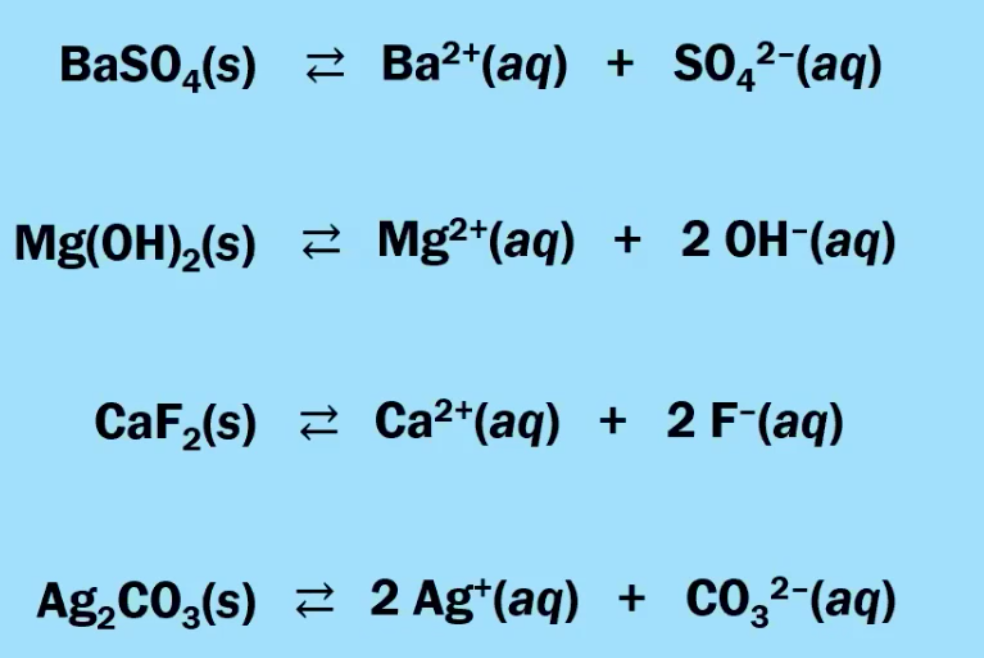 BaSO₄(s) ⇄ Ba²⁺(aq) + SO₄²⁻(aq)
Mg(OH)₂(s) ⇄ Mg²⁺(aq) + 2 OH⁻(aq)
CaF₂(s) ⇄ Ca²⁺(aq) + 2 F⁻(aq)
Ag₂CO₃(s) ⇄ 2 Ag⁺(aq) + CO₃²⁻(aq)